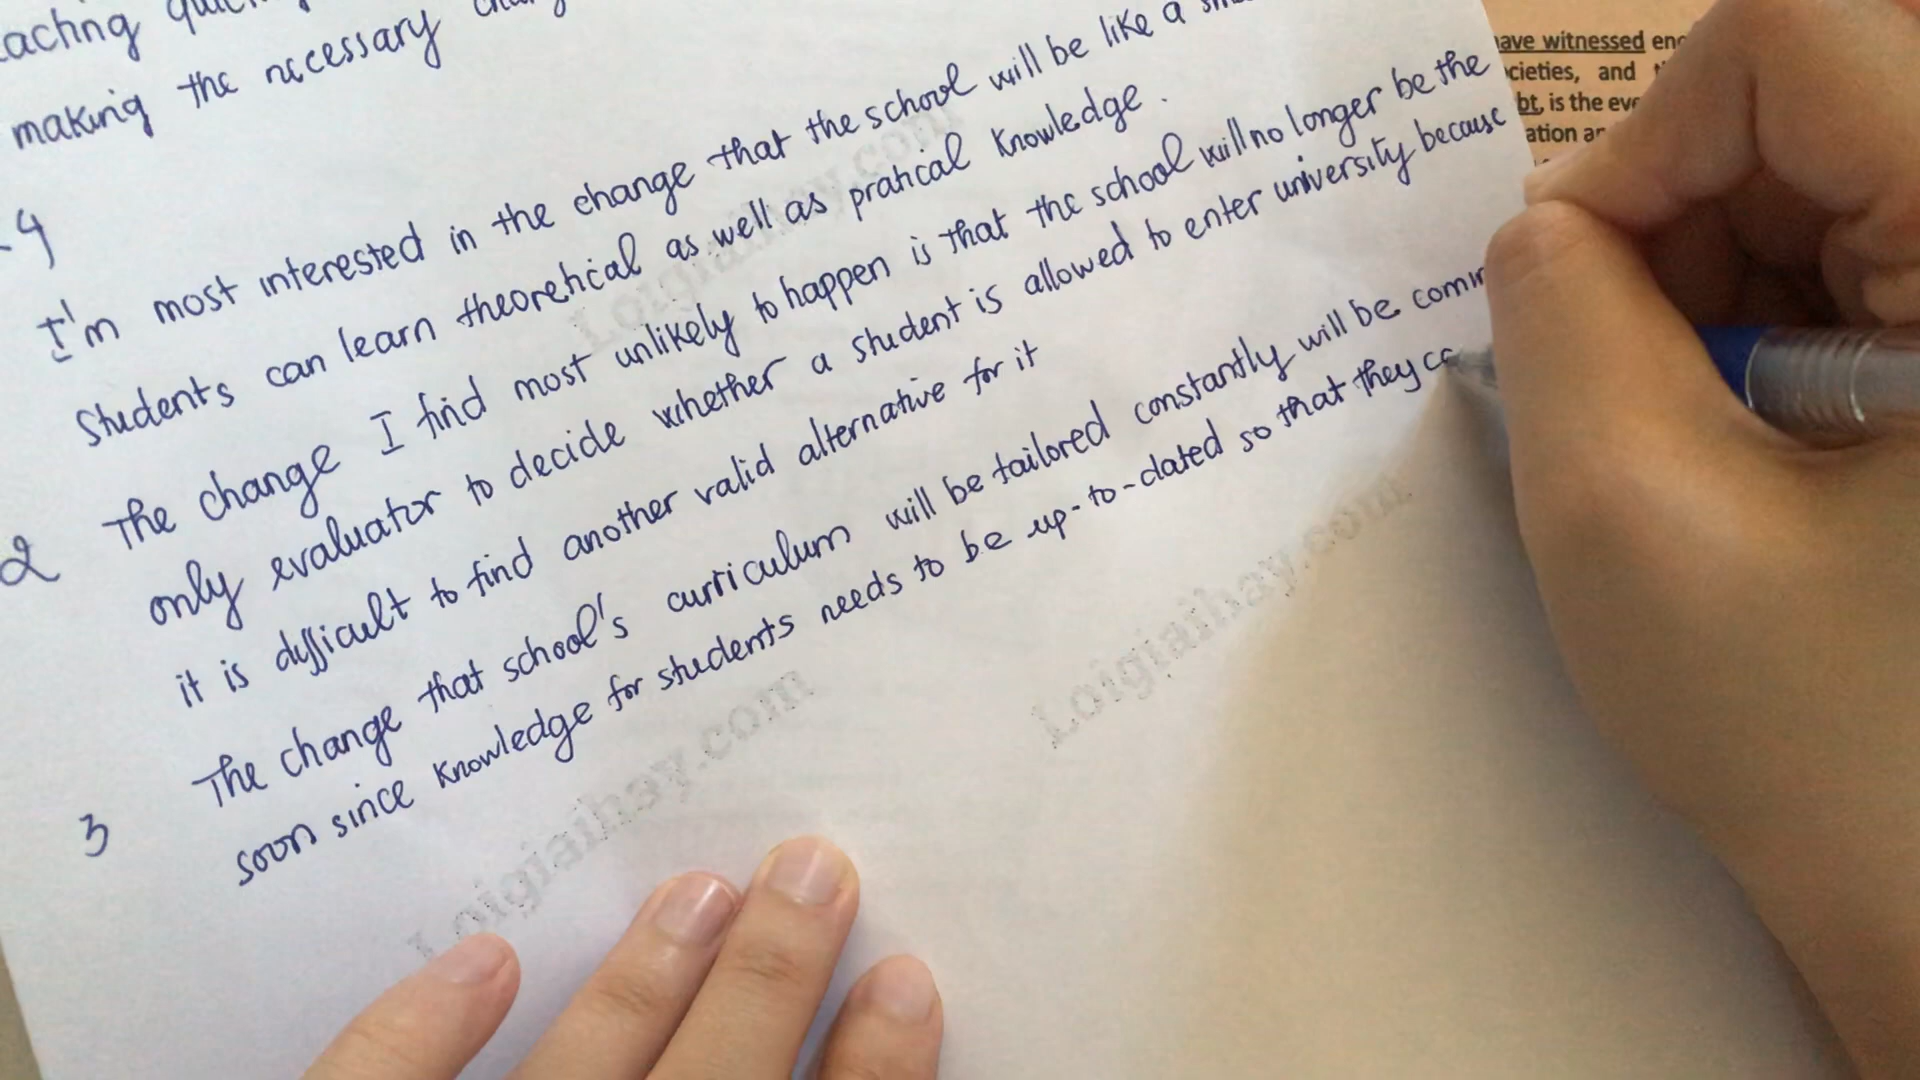 making the necessary
I'm most interested in the change that the school will be like a
Students can learn theoretical as well as pratical knowledge.
2 The change I find most unlikely to happen is that the school will no longer be the
only evaluator to decide whether a student is allowed to enter university because
it is difficult to find another valid alternative for it
3 The change that school's curriculum will be tailored constantly will be
soon since knowledge for students needs to be up-to-dated so that they
Loigiaihay.com
Loigiaihay.com
Loigiaihay.com
have witnessed
cieties, and
bt, is the